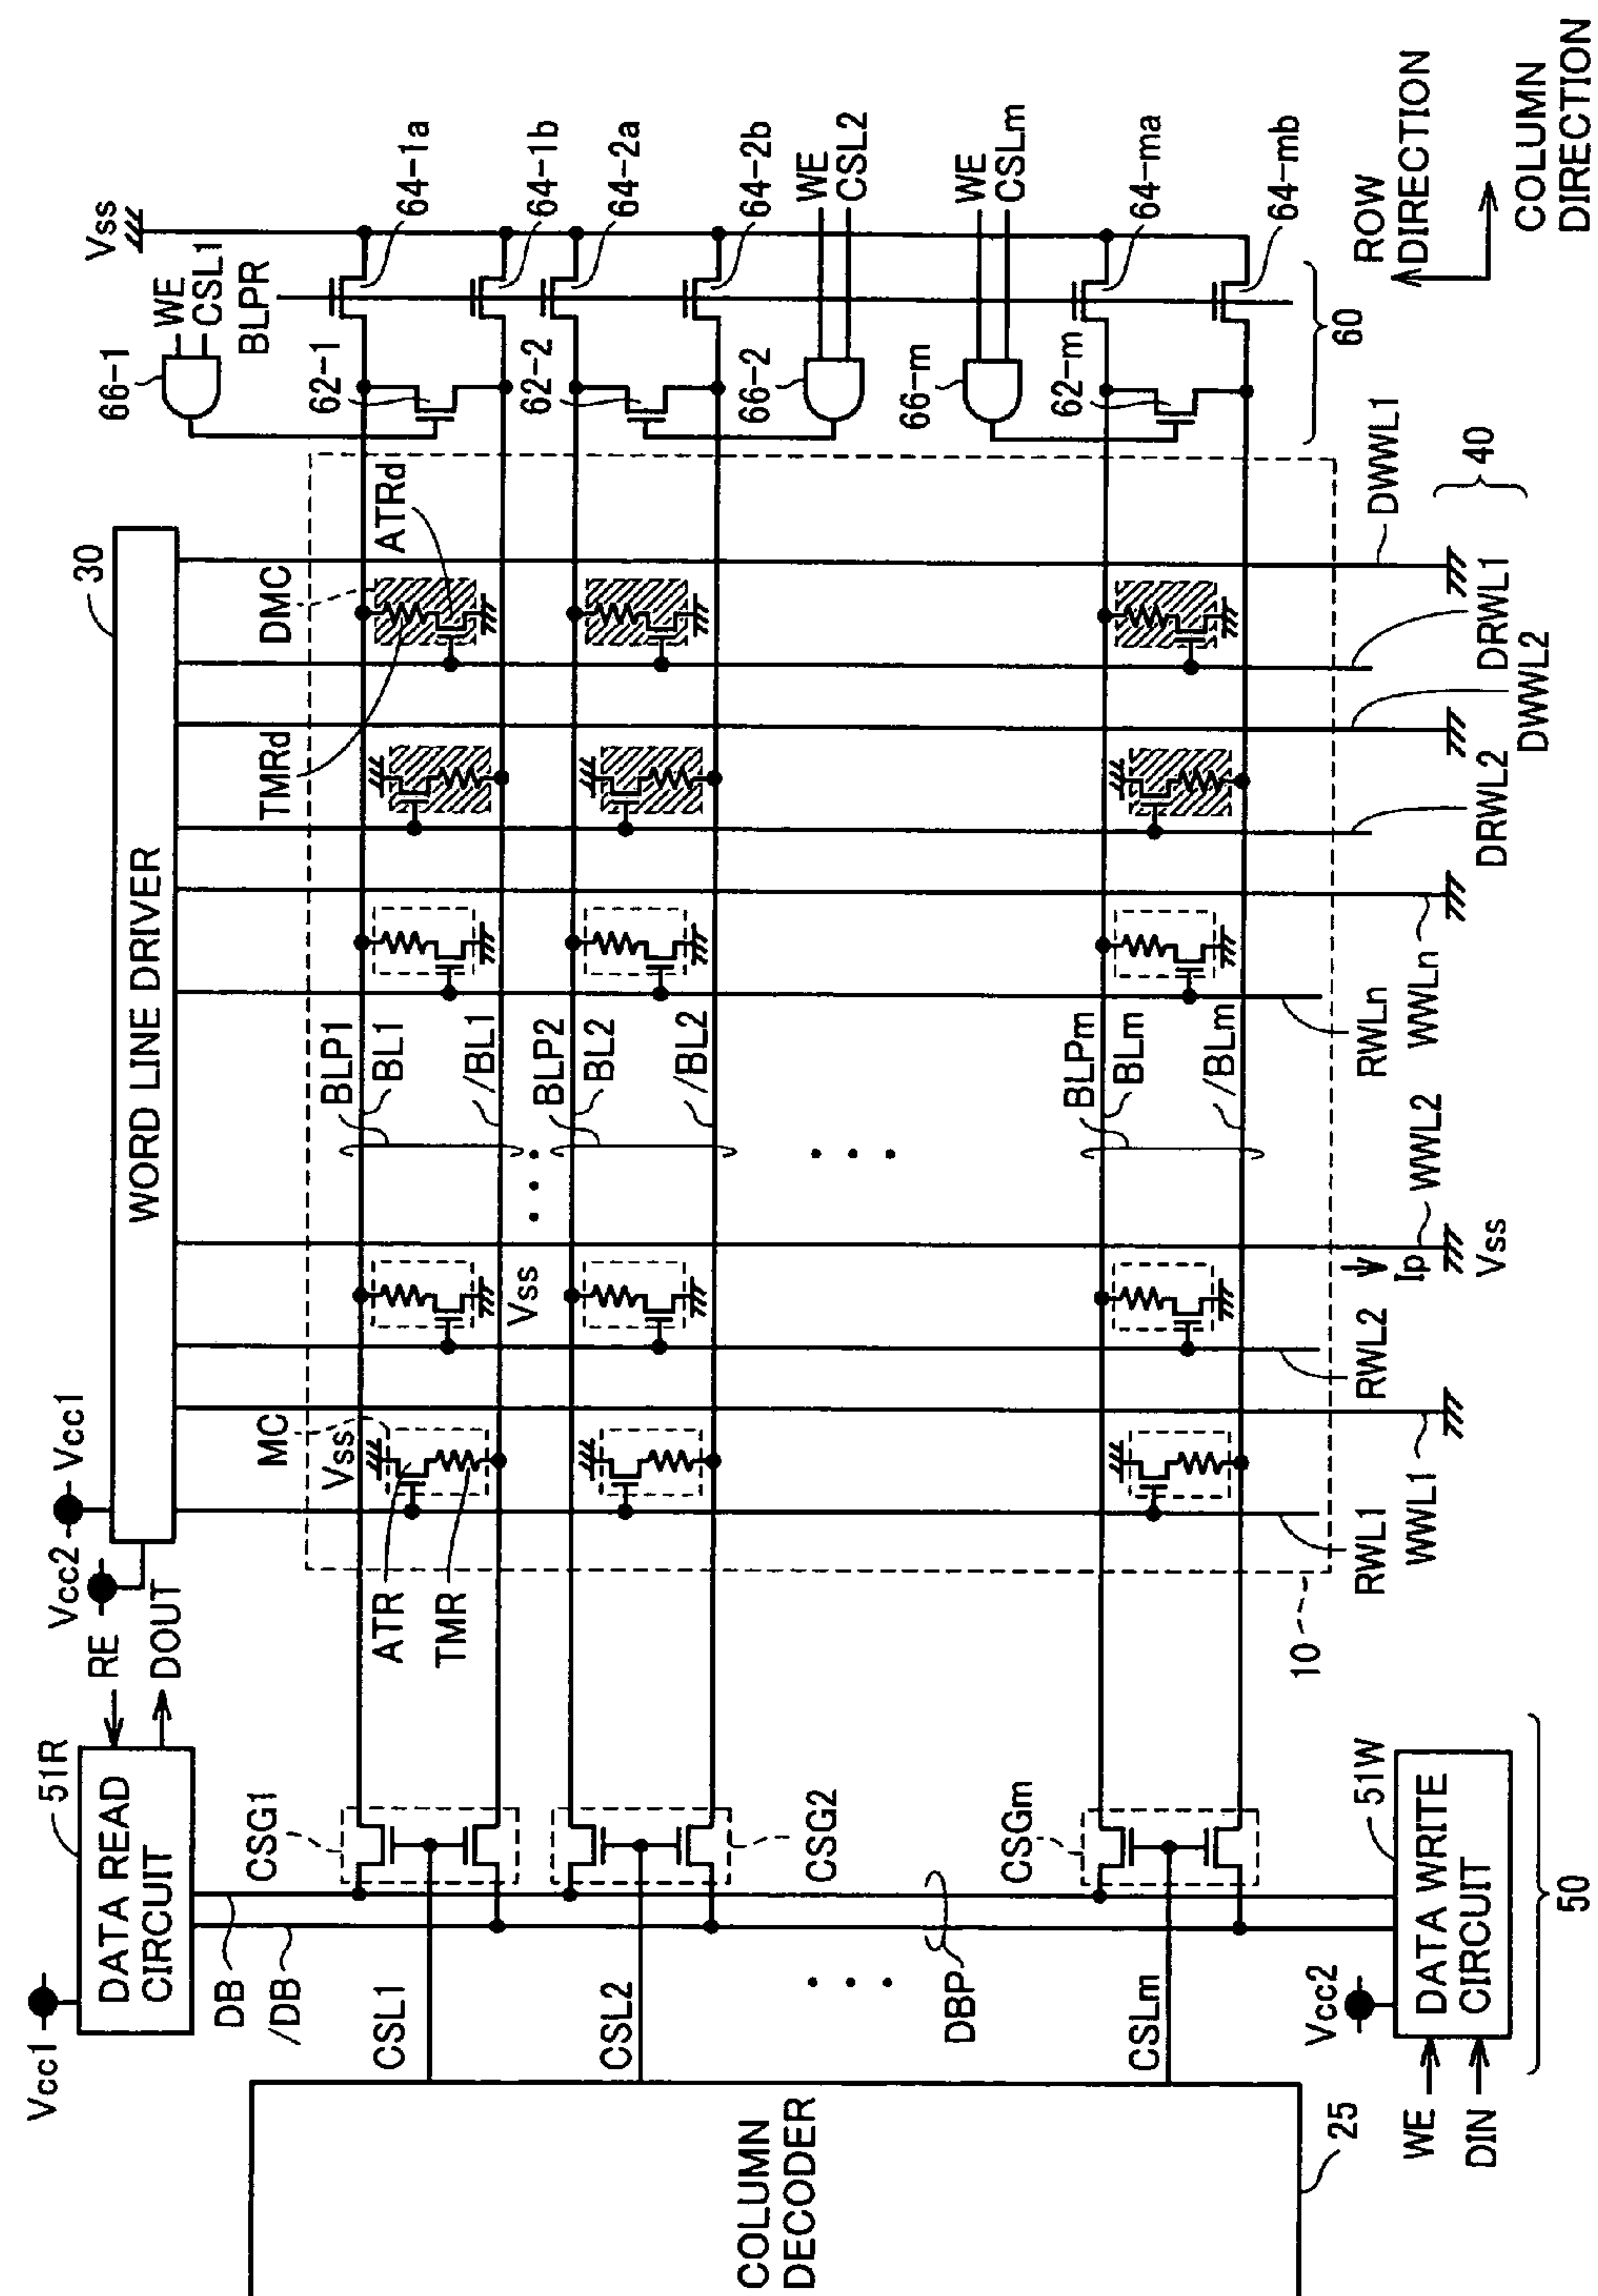 Vss
WE
CSL1
BLPR
66-1
62-1
64-1a
64-1b
62-2
64-2a
64-2b
66-2
WE
CSL2
66-m
WE
CSLm
62-m
64-ma
64-mb
60
ROW
DIRECTION
COLUMN
DIRECTION
30
WORD LINE DRIVER
Vcc1
Vcc2
DMC
ATRd
TMRd
DWWL1
40
DRWL1
DWWL2
DRWL2
WWLn
RWLn
BLP1
BL1
/BL1
BLP2
BL2
/BL2
BLPm
BLm
/BLm
WWL2
Vss
Ip
RWL2
WWL1
RWL1
Vss
MC
Vss
ATR
TMR
10
RE
DOUT
51R
DATA READ
CIRCUIT
Vcc1
DB
/DB
CSG1
CSG2
CSGm
DBP
CSL1
CSL2
CSLm
51W
DATA WRITE
CIRCUIT
Vcc2
WE
DIN
50
COLUMN
DECODER
25